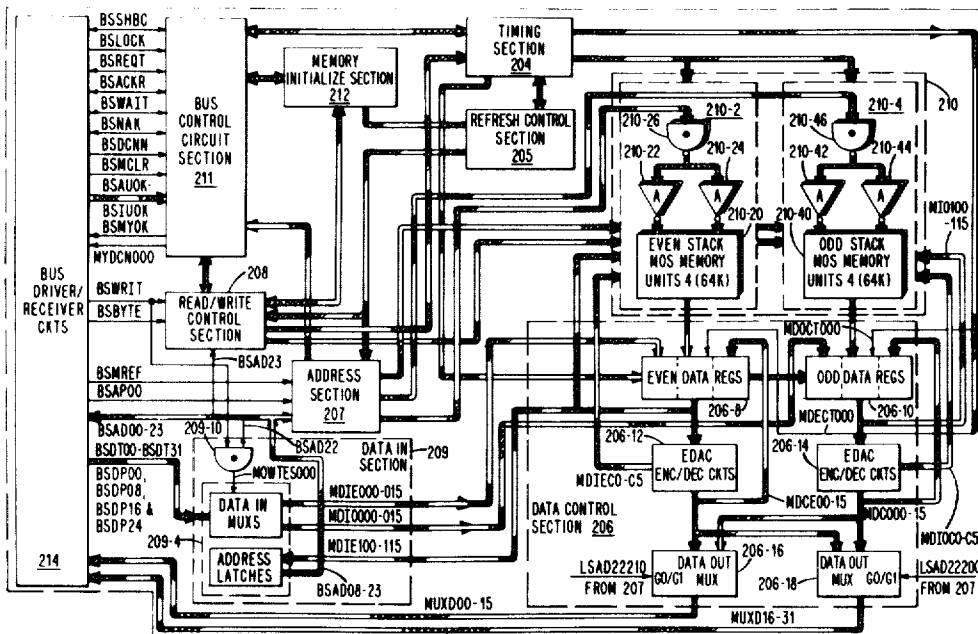 BSSHBC
BSLOCK
BSREQT
BSACKR
BSWAIT
BSNAK
BSDCNN
BSMCLR
BSAUOK-
BSIUOK
BSMYOK
MYDCN000
BUS
DRIVER/
RECEIVER
CKTS
BSWRIT
BSBYTE
BSMREF
BSAP00
BSAD00-23
BSDT00-BSDT31
BSDP00,
BSDP08,
BSDP16 &
BSDP24
214
BUS
CONTROL
CIRCUIT
SECTION
211
MEMORY
INITIALIZE SECTION
212
TIMING
SECTION
204
REFRESH CONTROL
SECTION
205
208
READ/WRITE
CONTROL
SECTION
BSAD23
ADDRESS
SECTION
207
209-10
BSAD22
DATA IN
SECTION
209
MOWTES000
DATA IN
MUXS
209-4
ADDRESS
LATCHES
MDIE000-015
MDIO000-015
MDIE100-115
BSAD08-23
MUXD00-15
MUXD16-31
210
210-2
210-4
210-26
210-46
210-22
210-24
210-42
210-44
A
A
A
A
210-20
210-40
EVEN STACK
MOS MEMORY
UNITS 4 (64K)
ODD STACK
MOS MEMORY
UNITS 4 (64K)
MIO100
-115
MDOCT000
EVEN DATA REGS
ODD DATA REGS
206-8
206-10
MDECT000
206-12
206-14
EDAC
ENC/DEC CKTS
EDAC
ENC/DEC CKTS
MDIEC0-C5
MDCE00-15
MDCO00-15
MDIOC0-C5
DATA CONTROL
SECTION 206
DATA OUT
MUX
G0/G1
206-16
DATA OUT
MUX
G0/G1
206-18
LSAD22210
FROM 207
LSAD22200
FROM 207